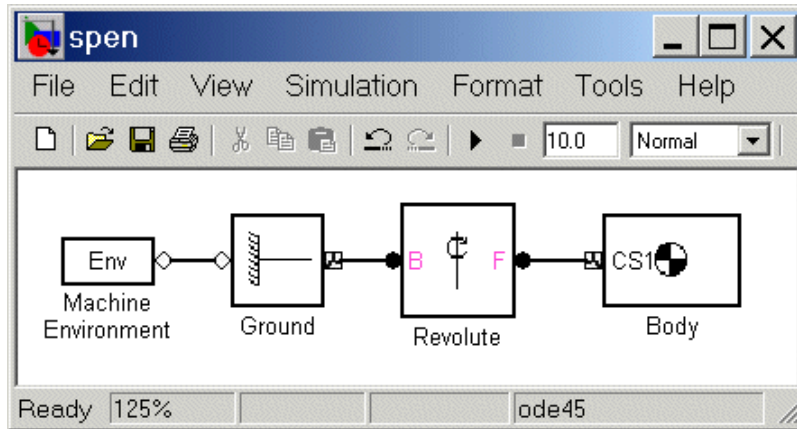 spen
File Edit View Simulation Format Tools Help
10.0 Normal
Env
B F
CS1
Machine
Environment
Ground
Revolute
Body
Ready 125% ode45